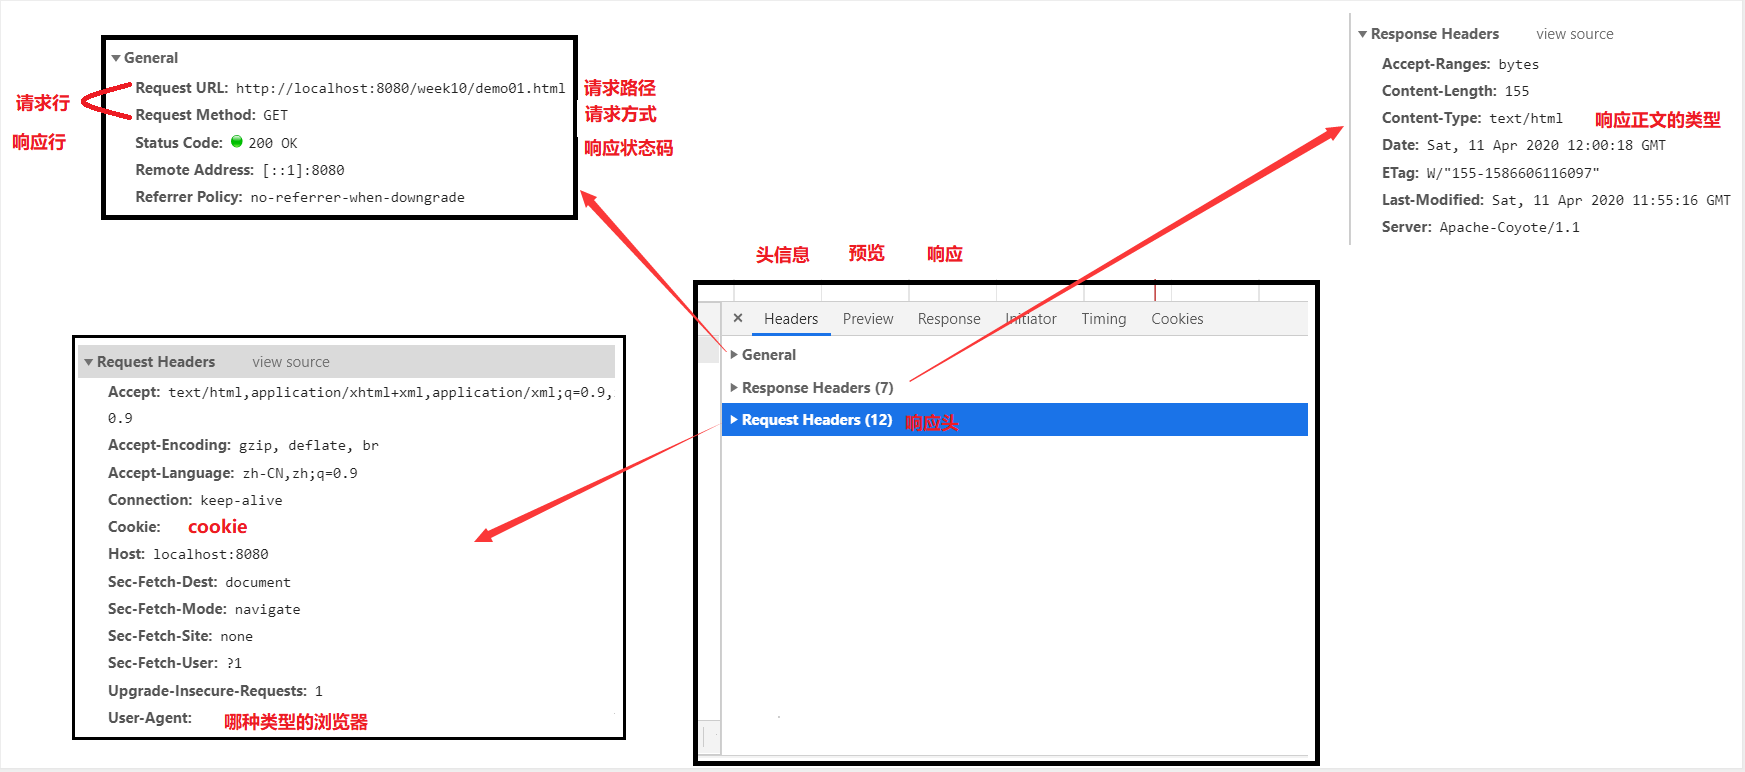 ▼General
Request URL: http://localhost:8080/week10/demo01.html
请求路径
请求行
Request Method: GET
请求方式
响应行
Status Code: 200 OK
响应状态码
Remote Address: [::1]:8080
Referrer Policy: no-referrer-when-downgrade
▼Response Headers view source
Accept-Ranges: bytes
Content-Length: 155
Content-Type: text/html 响应正文的类型
Date: Sat, 11 Apr 2020 12:00:18 GMT
ETag: W/"155-1586606116097"
Last-Modified: Sat, 11 Apr 2020 11:55:16 GMT
Server: Apache-Coyote/1.1
头信息 预览 响应
× Headers Preview Response Initiator Timing Cookies
▶General
▶Response Headers (7)
▶Request Headers (12) 响应头
▼Request Headers view source
Accept: text/html,application/xhtml+xml,application/xml;q=0.9,
0.9
Accept-Encoding: gzip, deflate, br
Accept-Language: zh-CN,zh;q=0.9
Connection: keep-alive
Cookie: cookie
Host: localhost:8080
Sec-Fetch-Dest: document
Sec-Fetch-Mode: navigate
Sec-Fetch-Site: none
Sec-Fetch-User: ?1
Upgrade-Insecure-Requests: 1
User-Agent: 哪种类型的浏览器